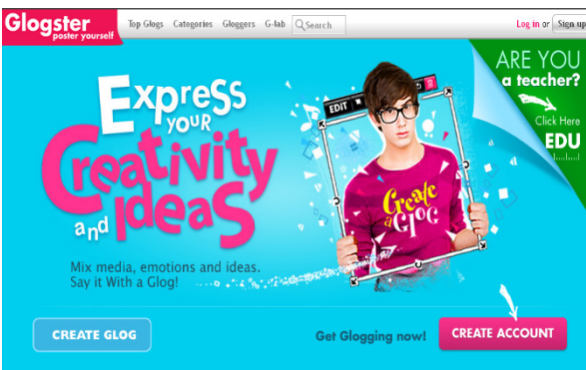 Glogster
poster yourself
Top Glogs Categories Gloggers G-lab Search
Log in or Sign up
ARE YOU
a teacher?
Click Here
EDU
EXpreSS
youR
Creativity
and ideaS
EDIT
Create
a GloG
Mix media, emotions and ideas.
Say it With a Glog!
CREATE GLOG
Get Glogging now!
CREATE ACCOUNT